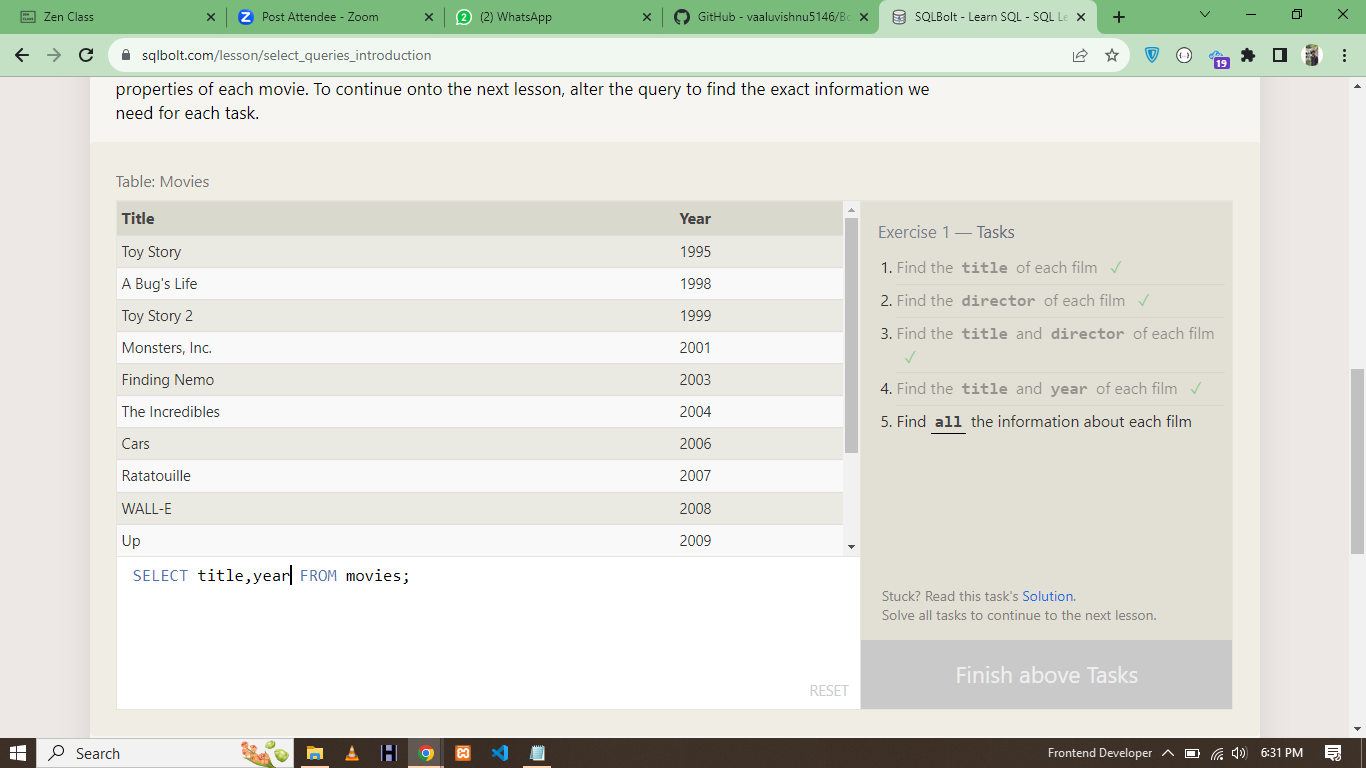 Zen Class
Post Attendee - Zoom
(2) WhatsApp
GitHub - vaaluvishnu5146/Bo
SQLBolt - Learn SQL - SQL Le
sqlbolt.com/lesson/select_queries_introduction
19
properties of each movie. To continue onto the next lesson, alter the query to find the exact information we
need for each task.
Table: Movies
Title Year
Toy Story 1995
A Bug's Life 1998
Toy Story 2 1999
Monsters, Inc. 2001
Finding Nemo 2003
The Incredibles 2004
Cars 2006
Ratatouille 2007
WALL-E 2008
Up 2009
SELECT title,year FROM movies;
RESET
Exercise 1 — Tasks
1. Find the title of each film ✓
2. Find the director of each film ✓
3. Find the title and director of each film
✓
4. Find the title and year of each film ✓
5. Find all the information about each film
Stuck? Read this task's Solution.
Solve all tasks to continue to the next lesson.
Finish above Tasks
Search
Frontend Developer
6:31 PM